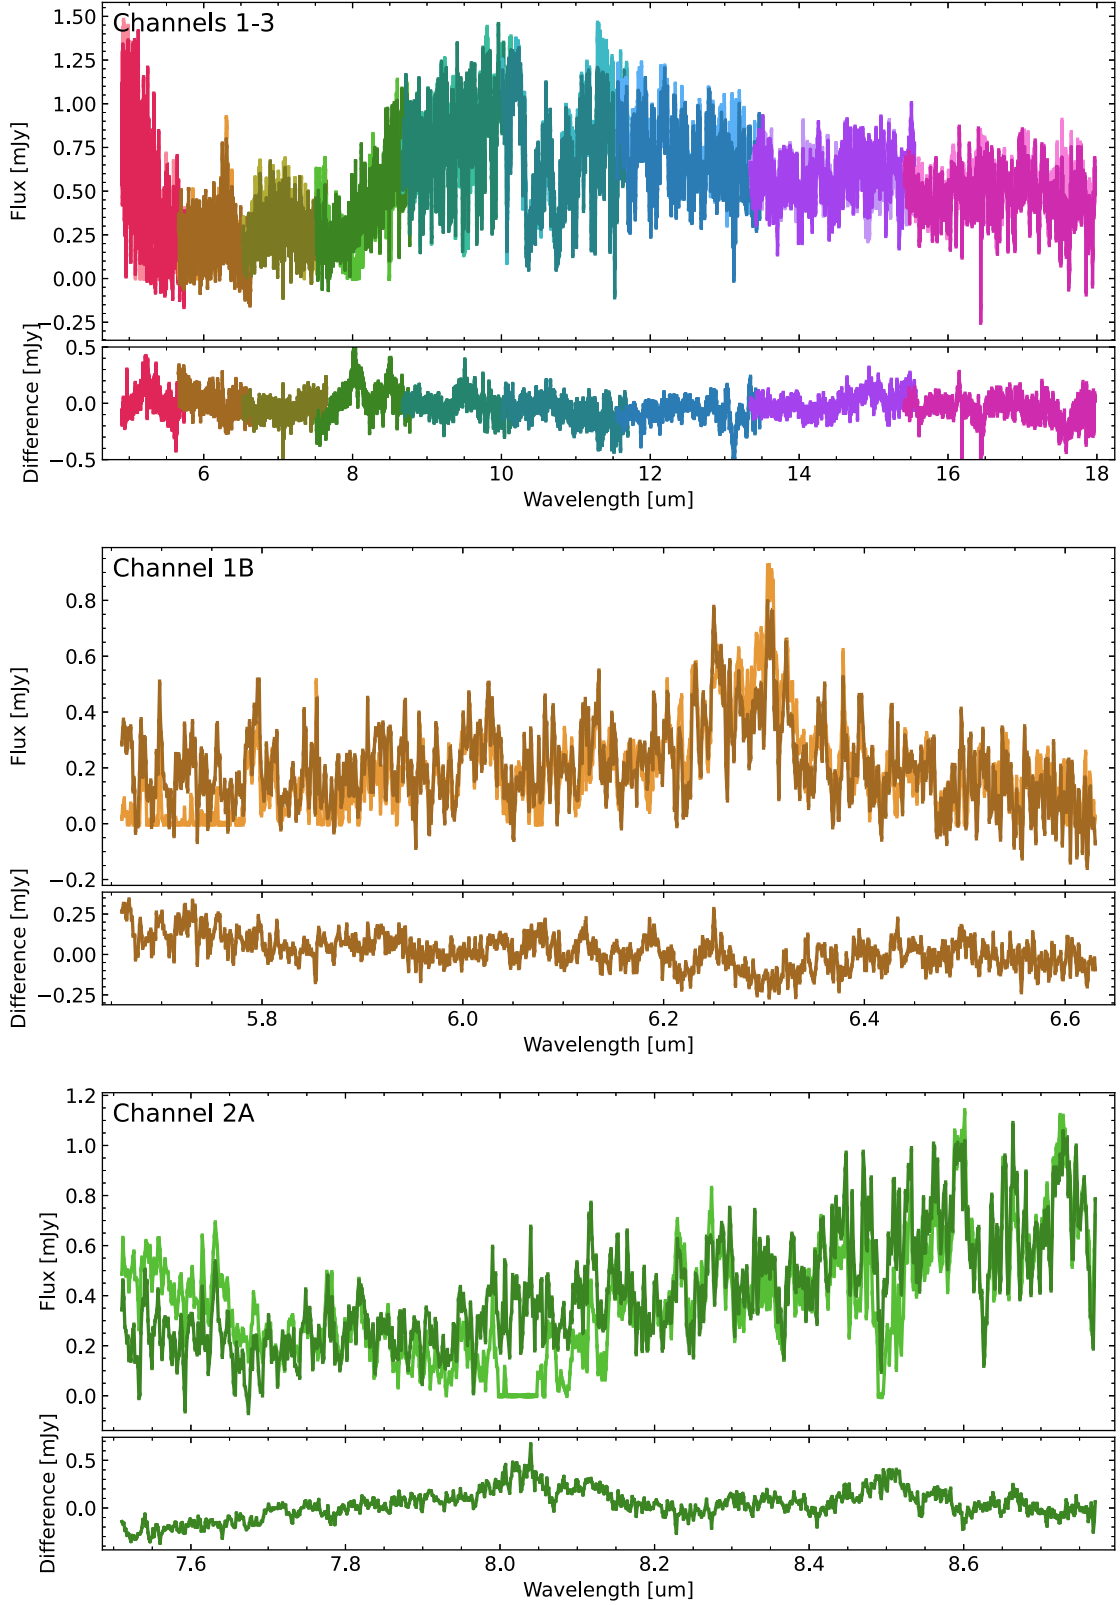 Channels 1-3
Flux [mJy]
1.50
1.25
1.00
0.75
0.50
0.25
0.00
−0.25
Difference [mJy]
0.5
0.0
−0.5
6 8 10 12 14 16 18
Wavelength [um]
Channel 1B
Flux [mJy]
0.8
0.6
0.4
0.2
0.0
−0.2
Difference [mJy]
0.25
0.00
−0.25
5.8 6.0 6.2 6.4 6.6
Wavelength [um]
Channel 2A
Flux [mJy]
1.2
1.0
0.8
0.6
0.4
0.2
0.0
Difference [mJy]
0.5
0.0
7.6 7.8 8.0 8.2 8.4 8.6
Wavelength [um]